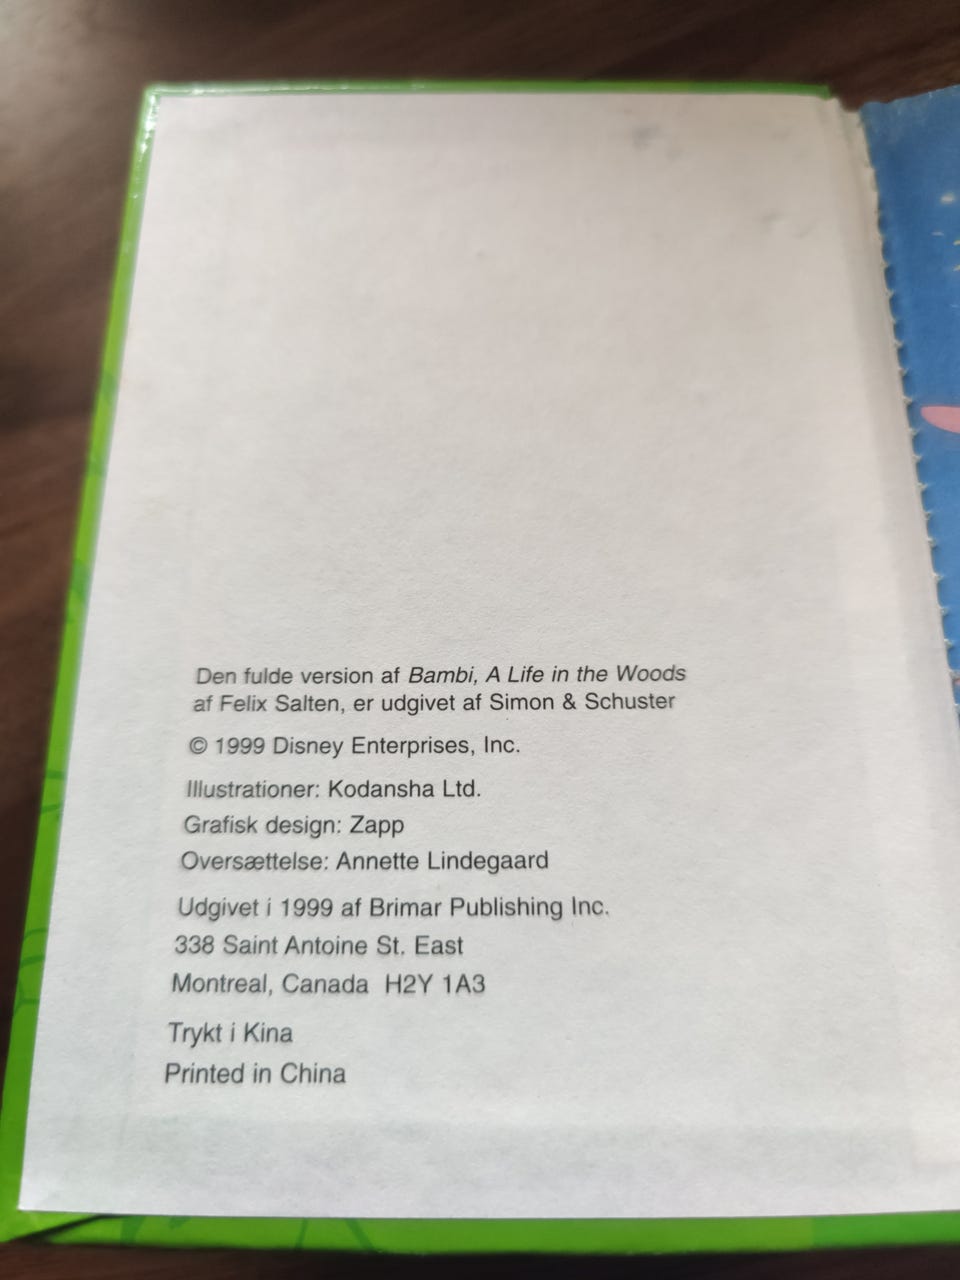 Den fulde version af Bambi, A Life in the Woods
af Felix Salten, er udgivet af Simon & Schuster
© 1999 Disney Enterprises, Inc.
Illustrationer: Kodansha Ltd.
Grafisk design: Zapp
Oversættelse: Annette Lindegaard
Udgivet i 1999 af Brimar Publishing Inc.
338 Saint Antoine St. East
Montreal, Canada H2Y 1A3
Trykt i Kina
Printed in China